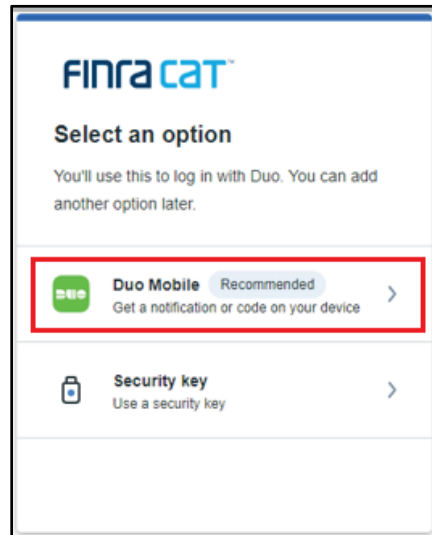 FINRA CAT™
Select an option
You'll use this to log in with Duo. You can add
another option later.
DUO
Duo Mobile Recommended
Get a notification or code on your device
Security key
Use a security key